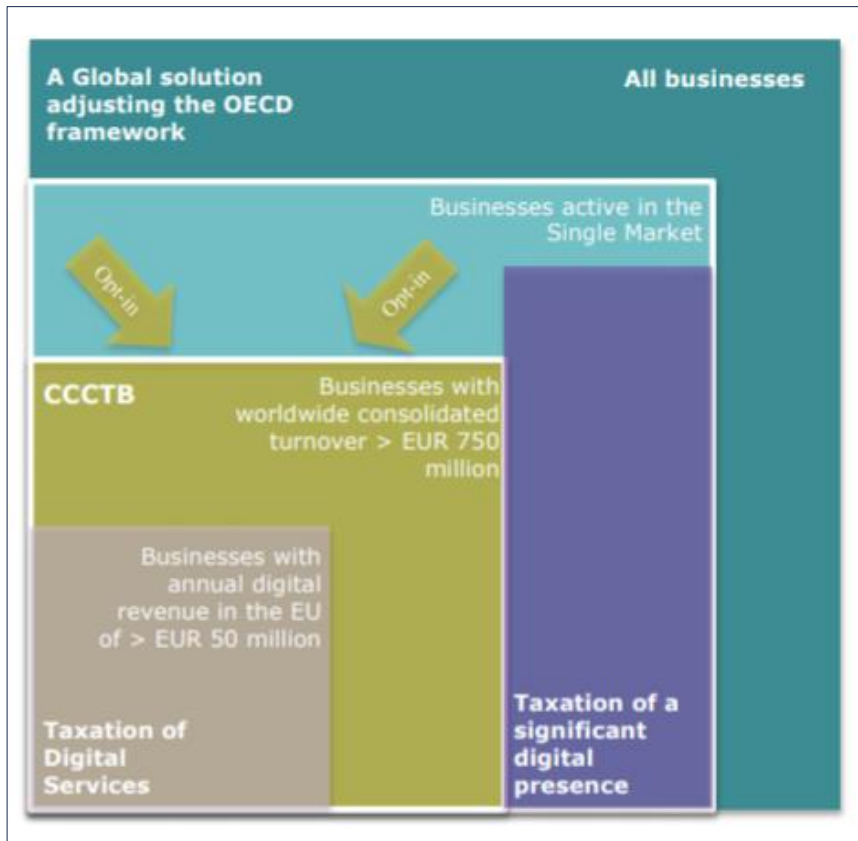 A Global solution
adjusting the OECD
framework
All businesses
Businesses active in the
Single Market
Opt-in
Opt-in
CCCTB
Businesses with
worldwide consolidated
turnover > EUR 750
million
Businesses with
annual digital
revenue in the EU
of > EUR 50 million
Taxation of
Digital
Services
Taxation of a
significant
digital
presence